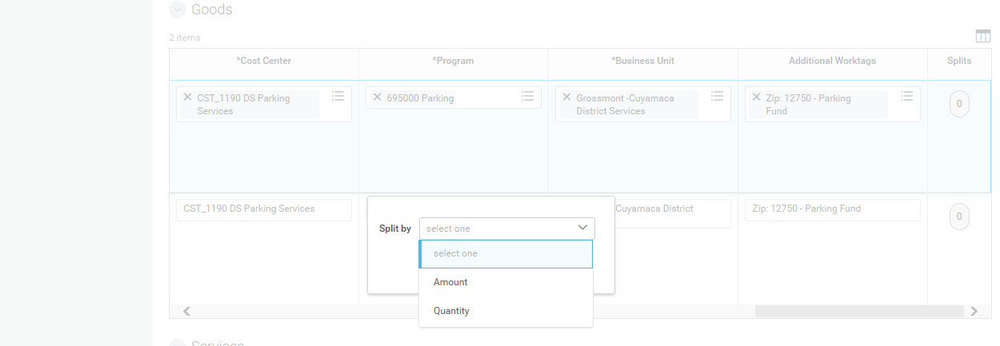 Goods
2 items
*Cost Center
*Program
*Business Unit
Additional Worktags
Splits
CST_1190 DS Parking
Services
695000 Parking
Grossmont -Cuyamaca
District Services
Zip: 12750 - Parking
Fund
0
CST_1190 DS Parking Services
Cuyamaca District
Zip: 12750 - Parking Fund
0
Split by
select one
select one
Amount
Quantity
Services